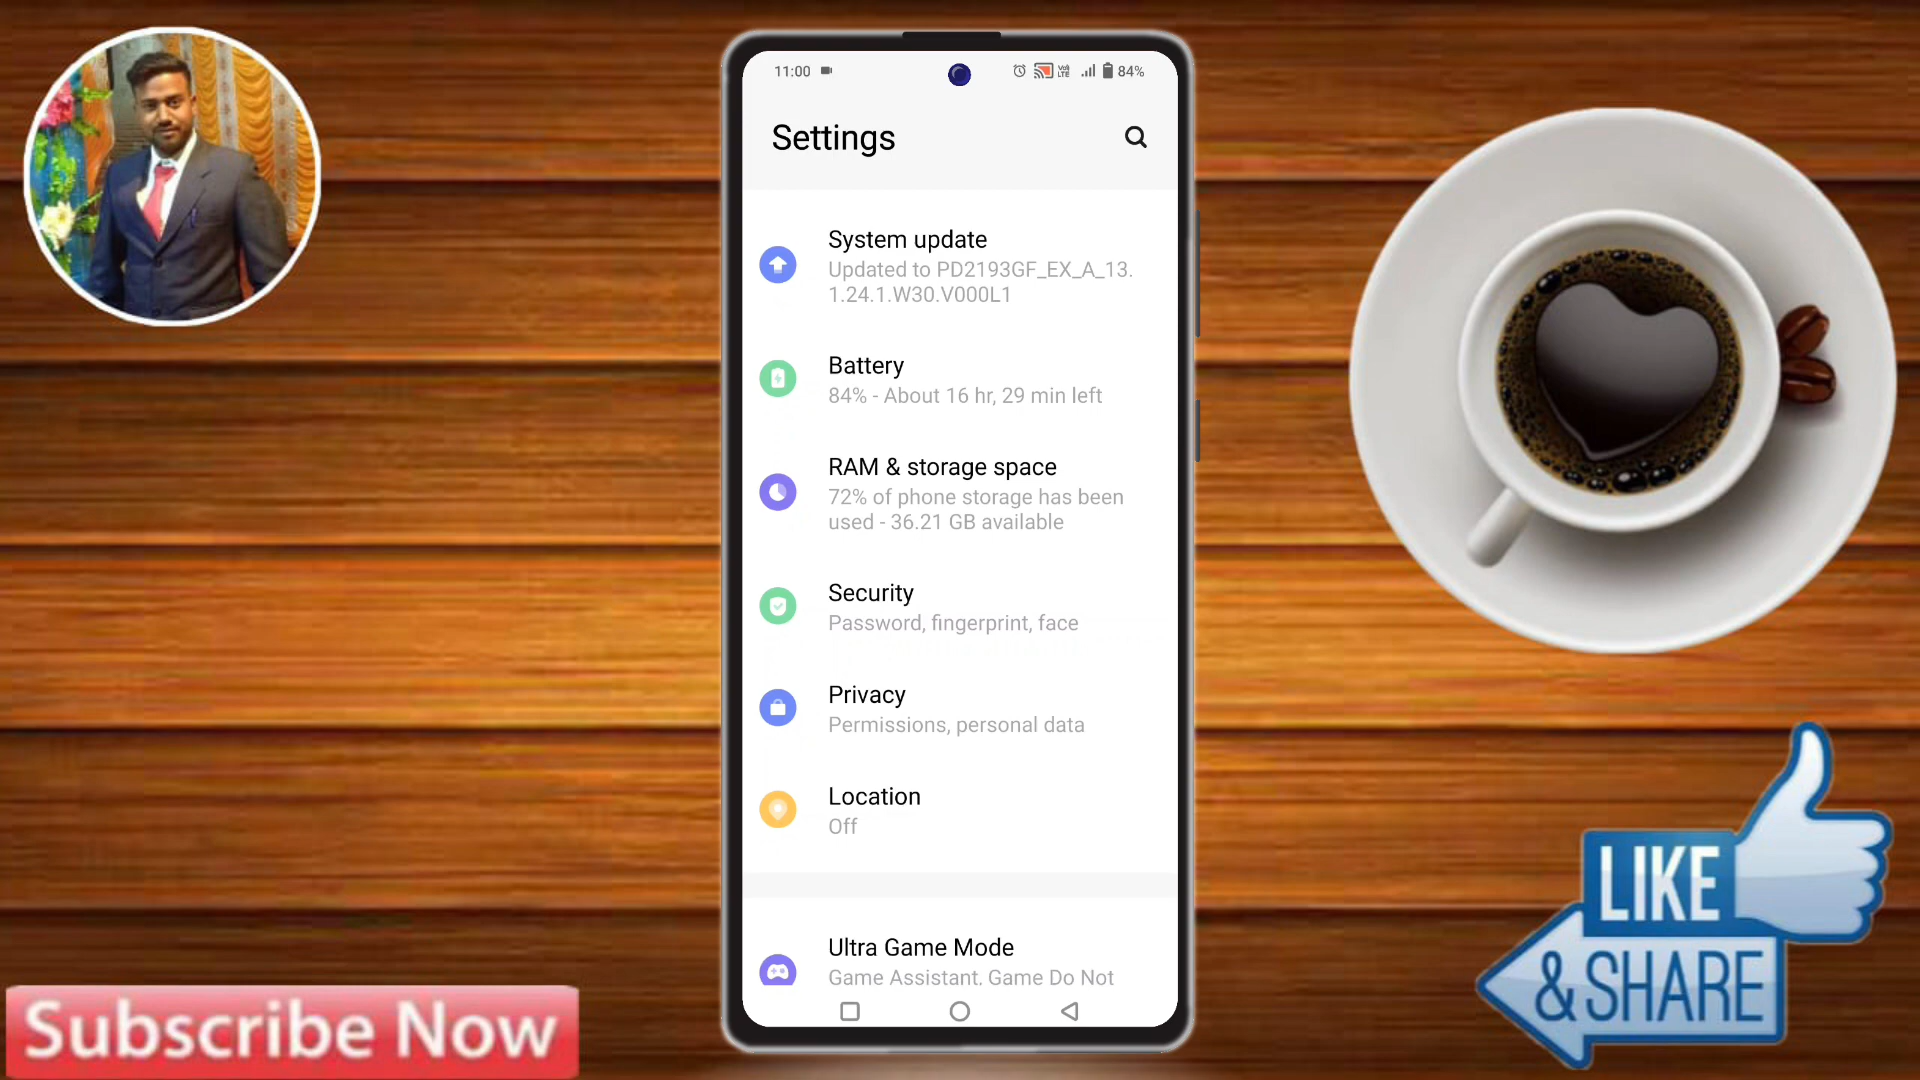 11:00
Vo) LTE
84%
Settings
System update
Updated to PD2193GF_EX_A_13.
1.24.1.W30.V000L1
Battery
84% - About 16 hr, 29 min left
RAM & storage space
72% of phone storage has been
used - 36.21 GB available
Security
Password, fingerprint, face
Privacy
Permissions, personal data
Location
Off
Ultra Game Mode
Game Assistant, Game Do Not
Subscribe Now
LIKE
& SHARE